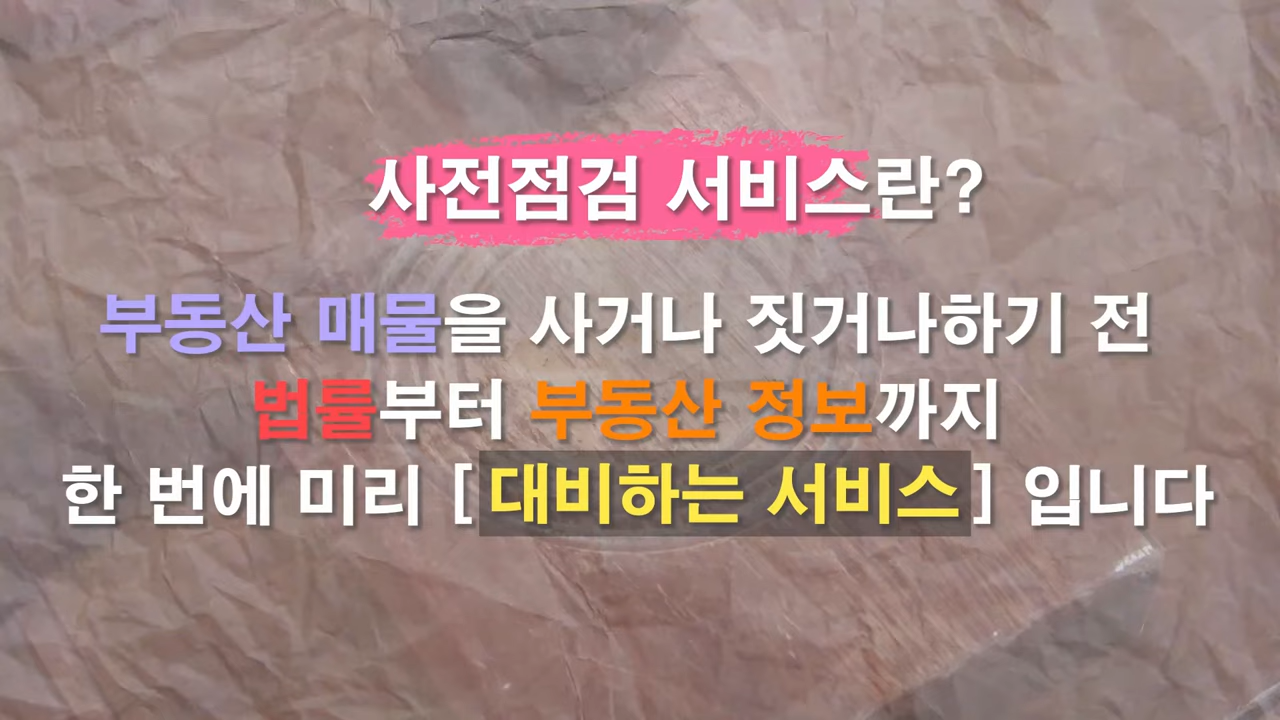 사전점검 서비스란?
부동산 매물을 사거나 짓거나하기 전
법률부터 부동산 정보까지
한 번에 미리 [대비하는 서비스] 입니다